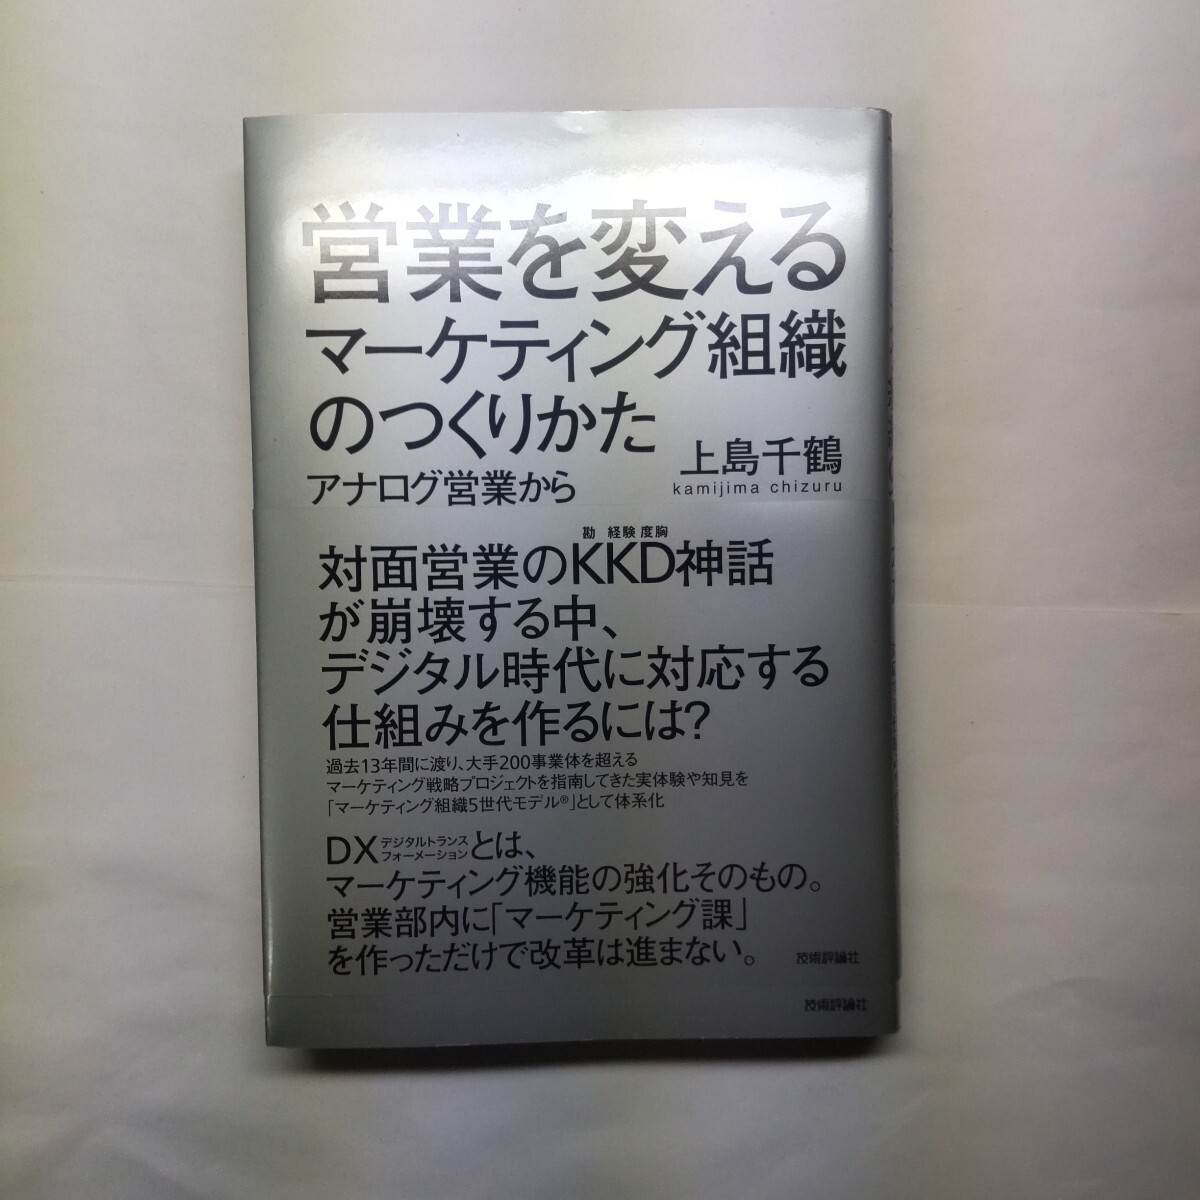 営業を変える
マーケティング組織
のつくりかた
上島千鶴
kamijima chizuru
アナログ営業から
勘 経験 度胸
対面営業のKKD神話
が崩壊する中、
デジタル時代に対応する
仕組みを作るには?
過去13年間に渡り、大手200事業体を超える
マーケティング戦略プロジェクトを指南してきた実体験や知見を
「マーケティング組織5世代モデル®」として体系化
DXデジタルトランス
フォーメーションとは、
マーケティング機能の強化そのもの。
営業部内に「マーケティング課」
を作っただけで改革は進まない。
技術評論社
技術評論社